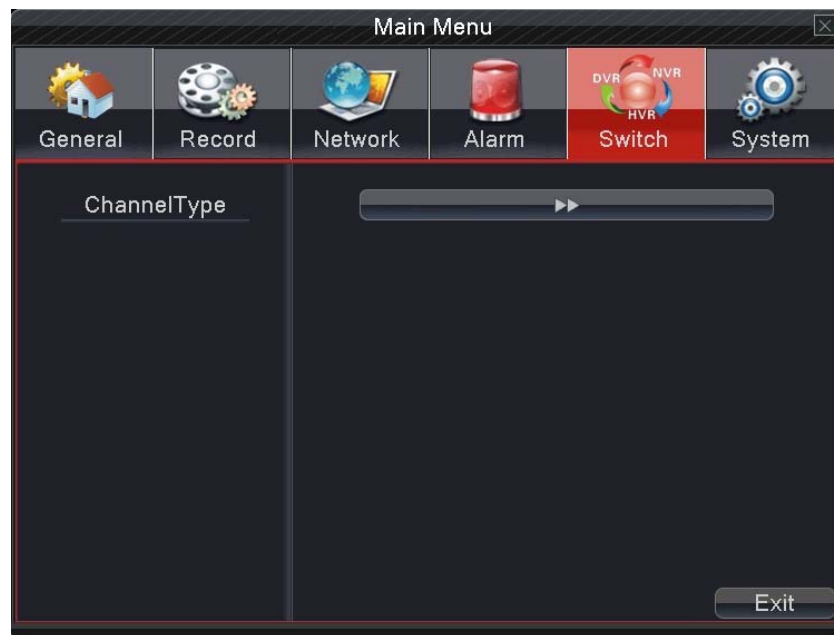 Main Menu
DVR NVR
HVR
General Record Network Alarm Switch System
ChannelType
Exit